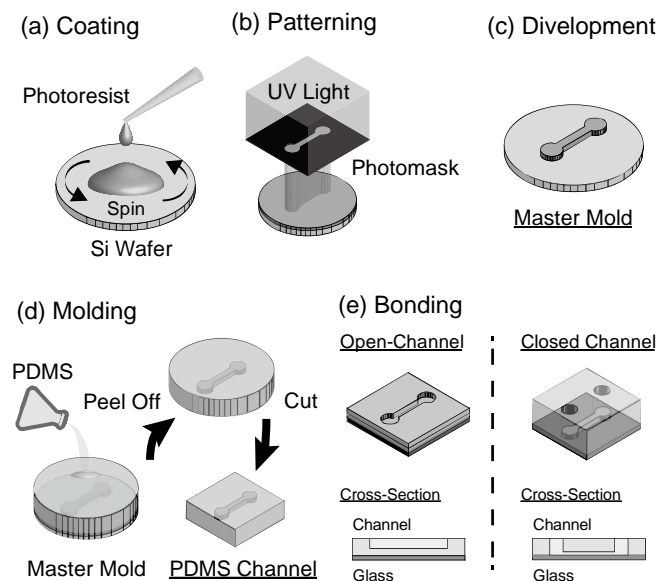 (a) Coating
Photoresist
Spin
Si Wafer
(b) Patterning
UV Light
Photomask
(c) Divelopment
Master Mold
(d) Molding
PDMS
Peel Off
Cut
Master Mold
PDMS Channel
(e) Bonding
Open-Channel
Cross-Section
Channel
Glass
Closed Channel
Cross-Section
Channel
Glass